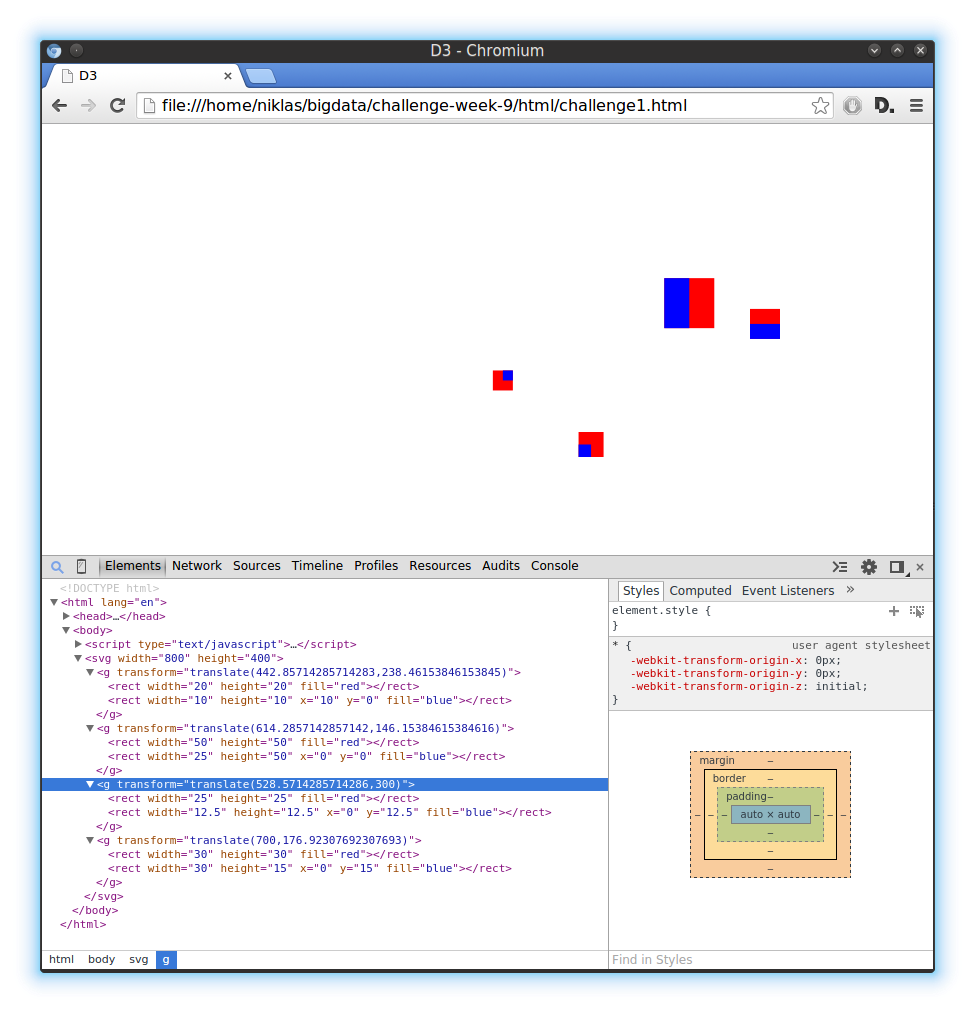 D3 - Chromium
D3
file:///home/niklas/bigdata/challenge-week-9/html/challenge1.html
D.
Elements Network Sources Timeline Profiles Resources Audits Console
<!DOCTYPE html>
<html lang="en">
<head>…</head>
<body>
<script type="text/javascript">…</script>
<svg width="800" height="400">
<g transform="translate(442.85714285714283,238.46153846153845)">
<rect width="20" height="20" fill="red"></rect>
<rect width="10" height="10" x="10" y="0" fill="blue"></rect>
</g>
<g transform="translate(614.2857142857142,146.15384615384616)">
<rect width="50" height="50" fill="red"></rect>
<rect width="25" height="50" x="0" y="0" fill="blue"></rect>
</g>
<g transform="translate(528.5714285714286,300)">
<rect width="25" height="25" fill="red"></rect>
<rect width="12.5" height="12.5" x="0" y="12.5" fill="blue"></rect>
</g>
<g transform="translate(700,176.92307692307693)">
<rect width="30" height="30" fill="red"></rect>
<rect width="30" height="15" x="0" y="15" fill="blue"></rect>
</g>
</svg>
</body>
</html>
html body svg g
Styles Computed Event Listeners »
element.style {
}
* { user agent stylesheet
-webkit-transform-origin-x: 0px;
-webkit-transform-origin-y: 0px;
-webkit-transform-origin-z: initial;
}
margin –
border –
padding –
– – – auto × auto – – –
–
–
–
Find in Styles